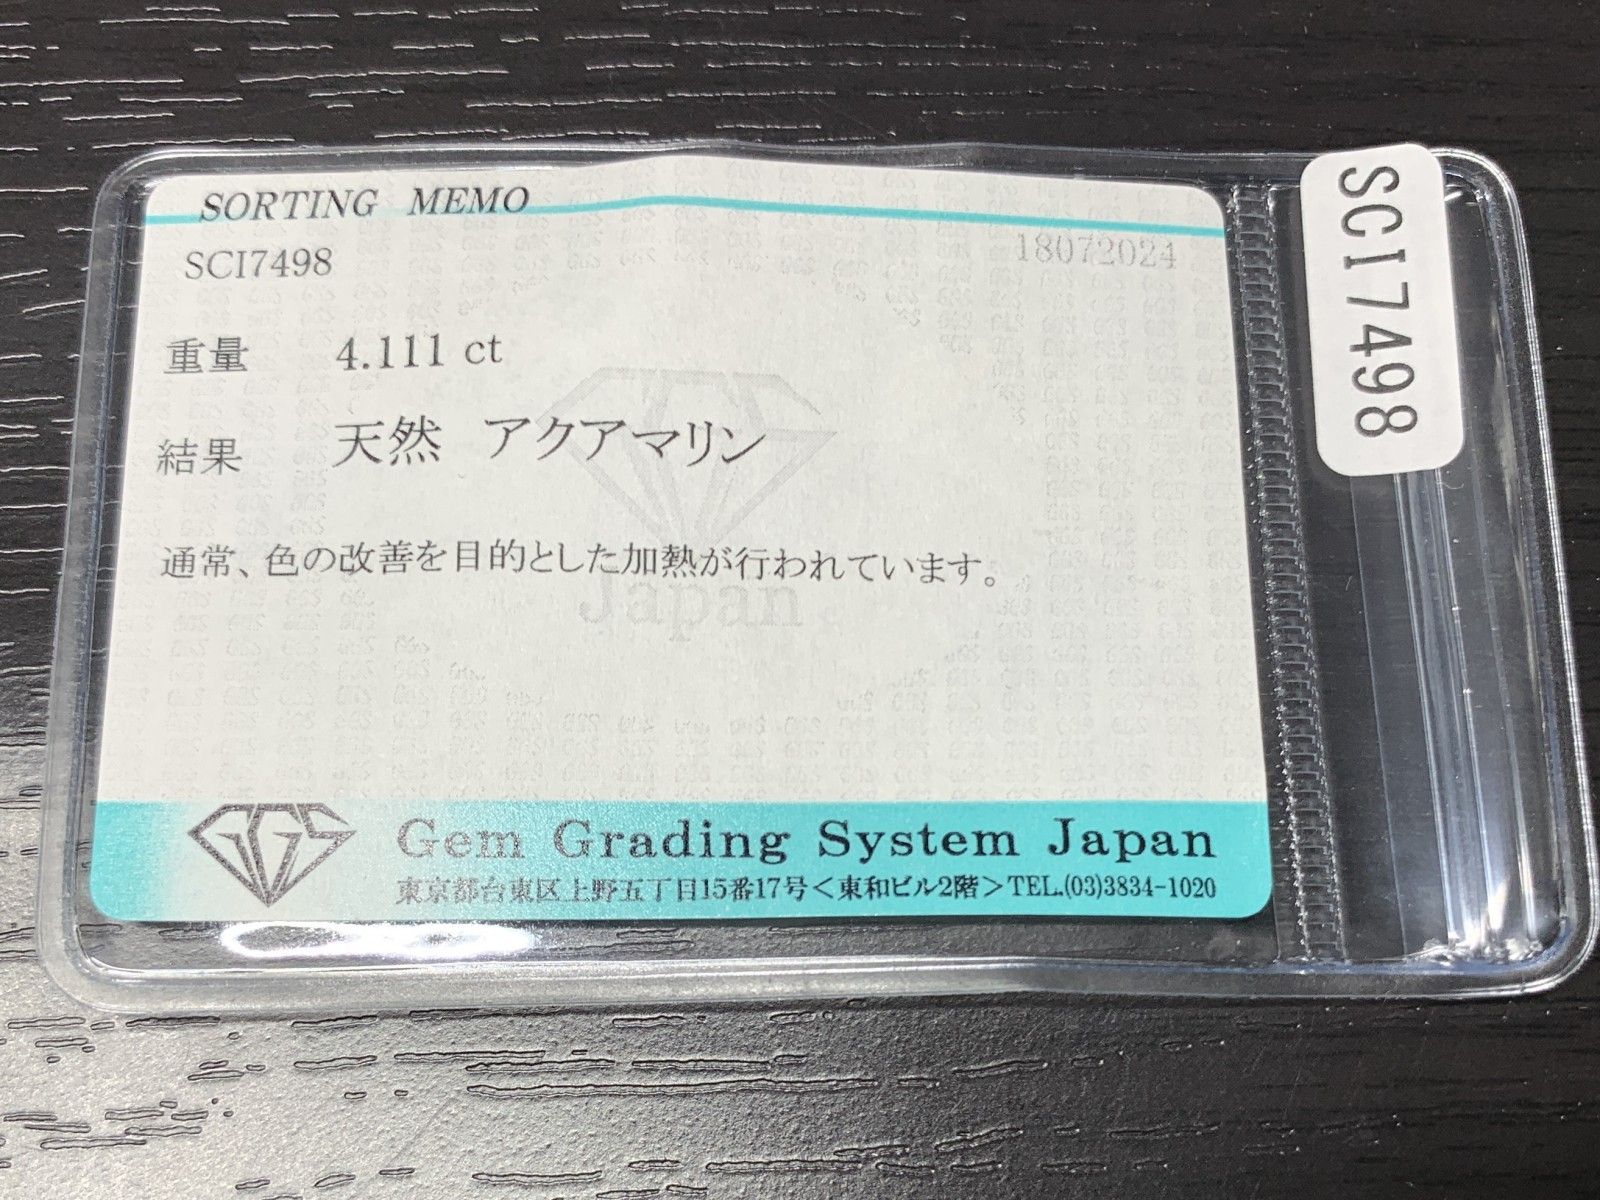 SORTING MEMO
SCI7498
18072024
重量 4.111 ct
結果 天然 アクアマリン
通常、色の改善を目的とした加熱が行われています。
Japan
GGS
Gem Grading System Japan
東京都台東区上野五丁目15番17号<東和ビル2階>TEL.(03)3834-1020
SCI7498